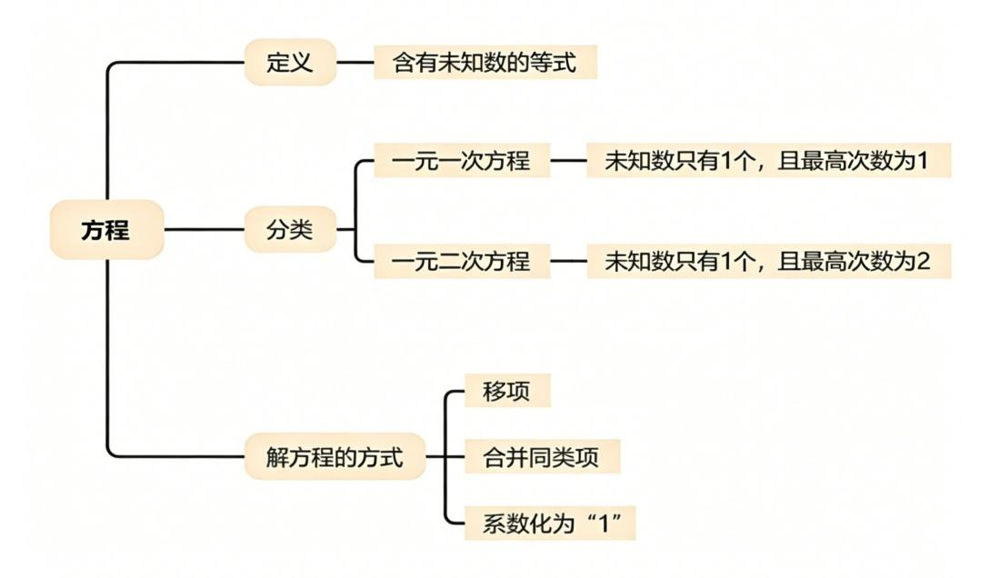 定义
含有未知数的等式
方程
分类
一元一次方程
未知数只有1个，且最高次数为1
一元二次方程
未知数只有1个，且最高次数为2
解方程的方式
移项
合并同类项
系数化为“1”